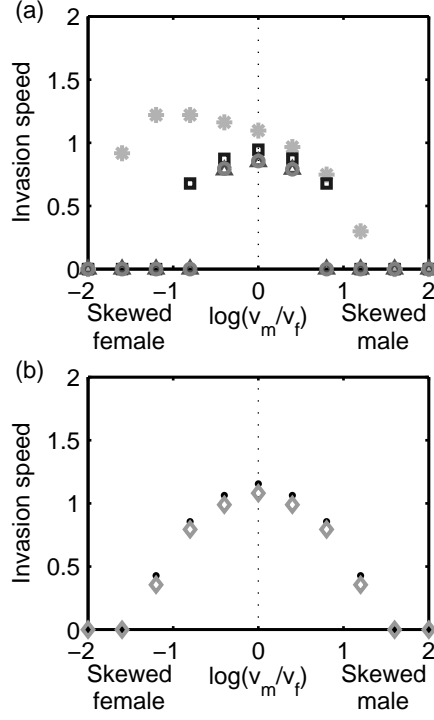 (a)
2
1.5
1
0.5
0
Invasion speed
−2 −1 0 1 2
Skewed female
log(v_m/v_f)
Skewed male
(b)
2
1.5
1
0.5
0
Invasion speed
−2 −1 0 1 2
Skewed female
log(v_m/v_f)
Skewed male